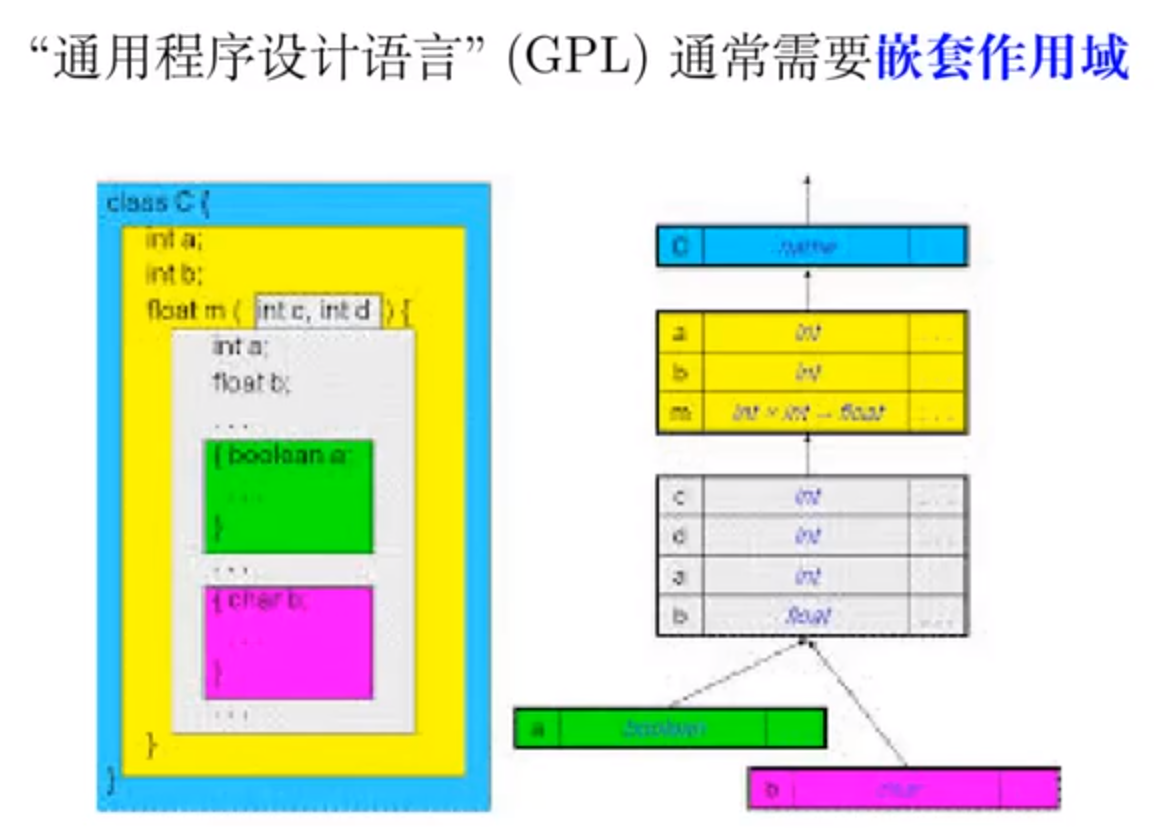 “通用程序设计语言” (GPL) 通常需要嵌套作用域
class C {
int a;
int b;
float m ( int c, int d ) {
int a;
float b;
...
{ boolean a;
...
}
...
{ char b;
...
}
...
}
}
C name
a int ...
b int ...
m int × int → float ...
c int ...
d int ...
a int ...
b float ...
a boolean
b char